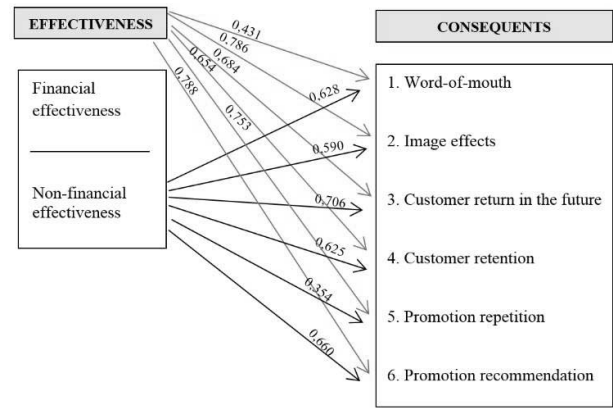 EFFECTIVENESS
CONSEQUENTS
Financial
effectiveness
Non-financial
effectiveness
0,431
0,786
0,684
0,654
0,753
0,788
0,628
0,590
0,706
0,625
0,354
0,660
1. Word-of-mouth
2. Image effects
3. Customer return in the future
4. Customer retention
5. Promotion repetition
6. Promotion recommendation